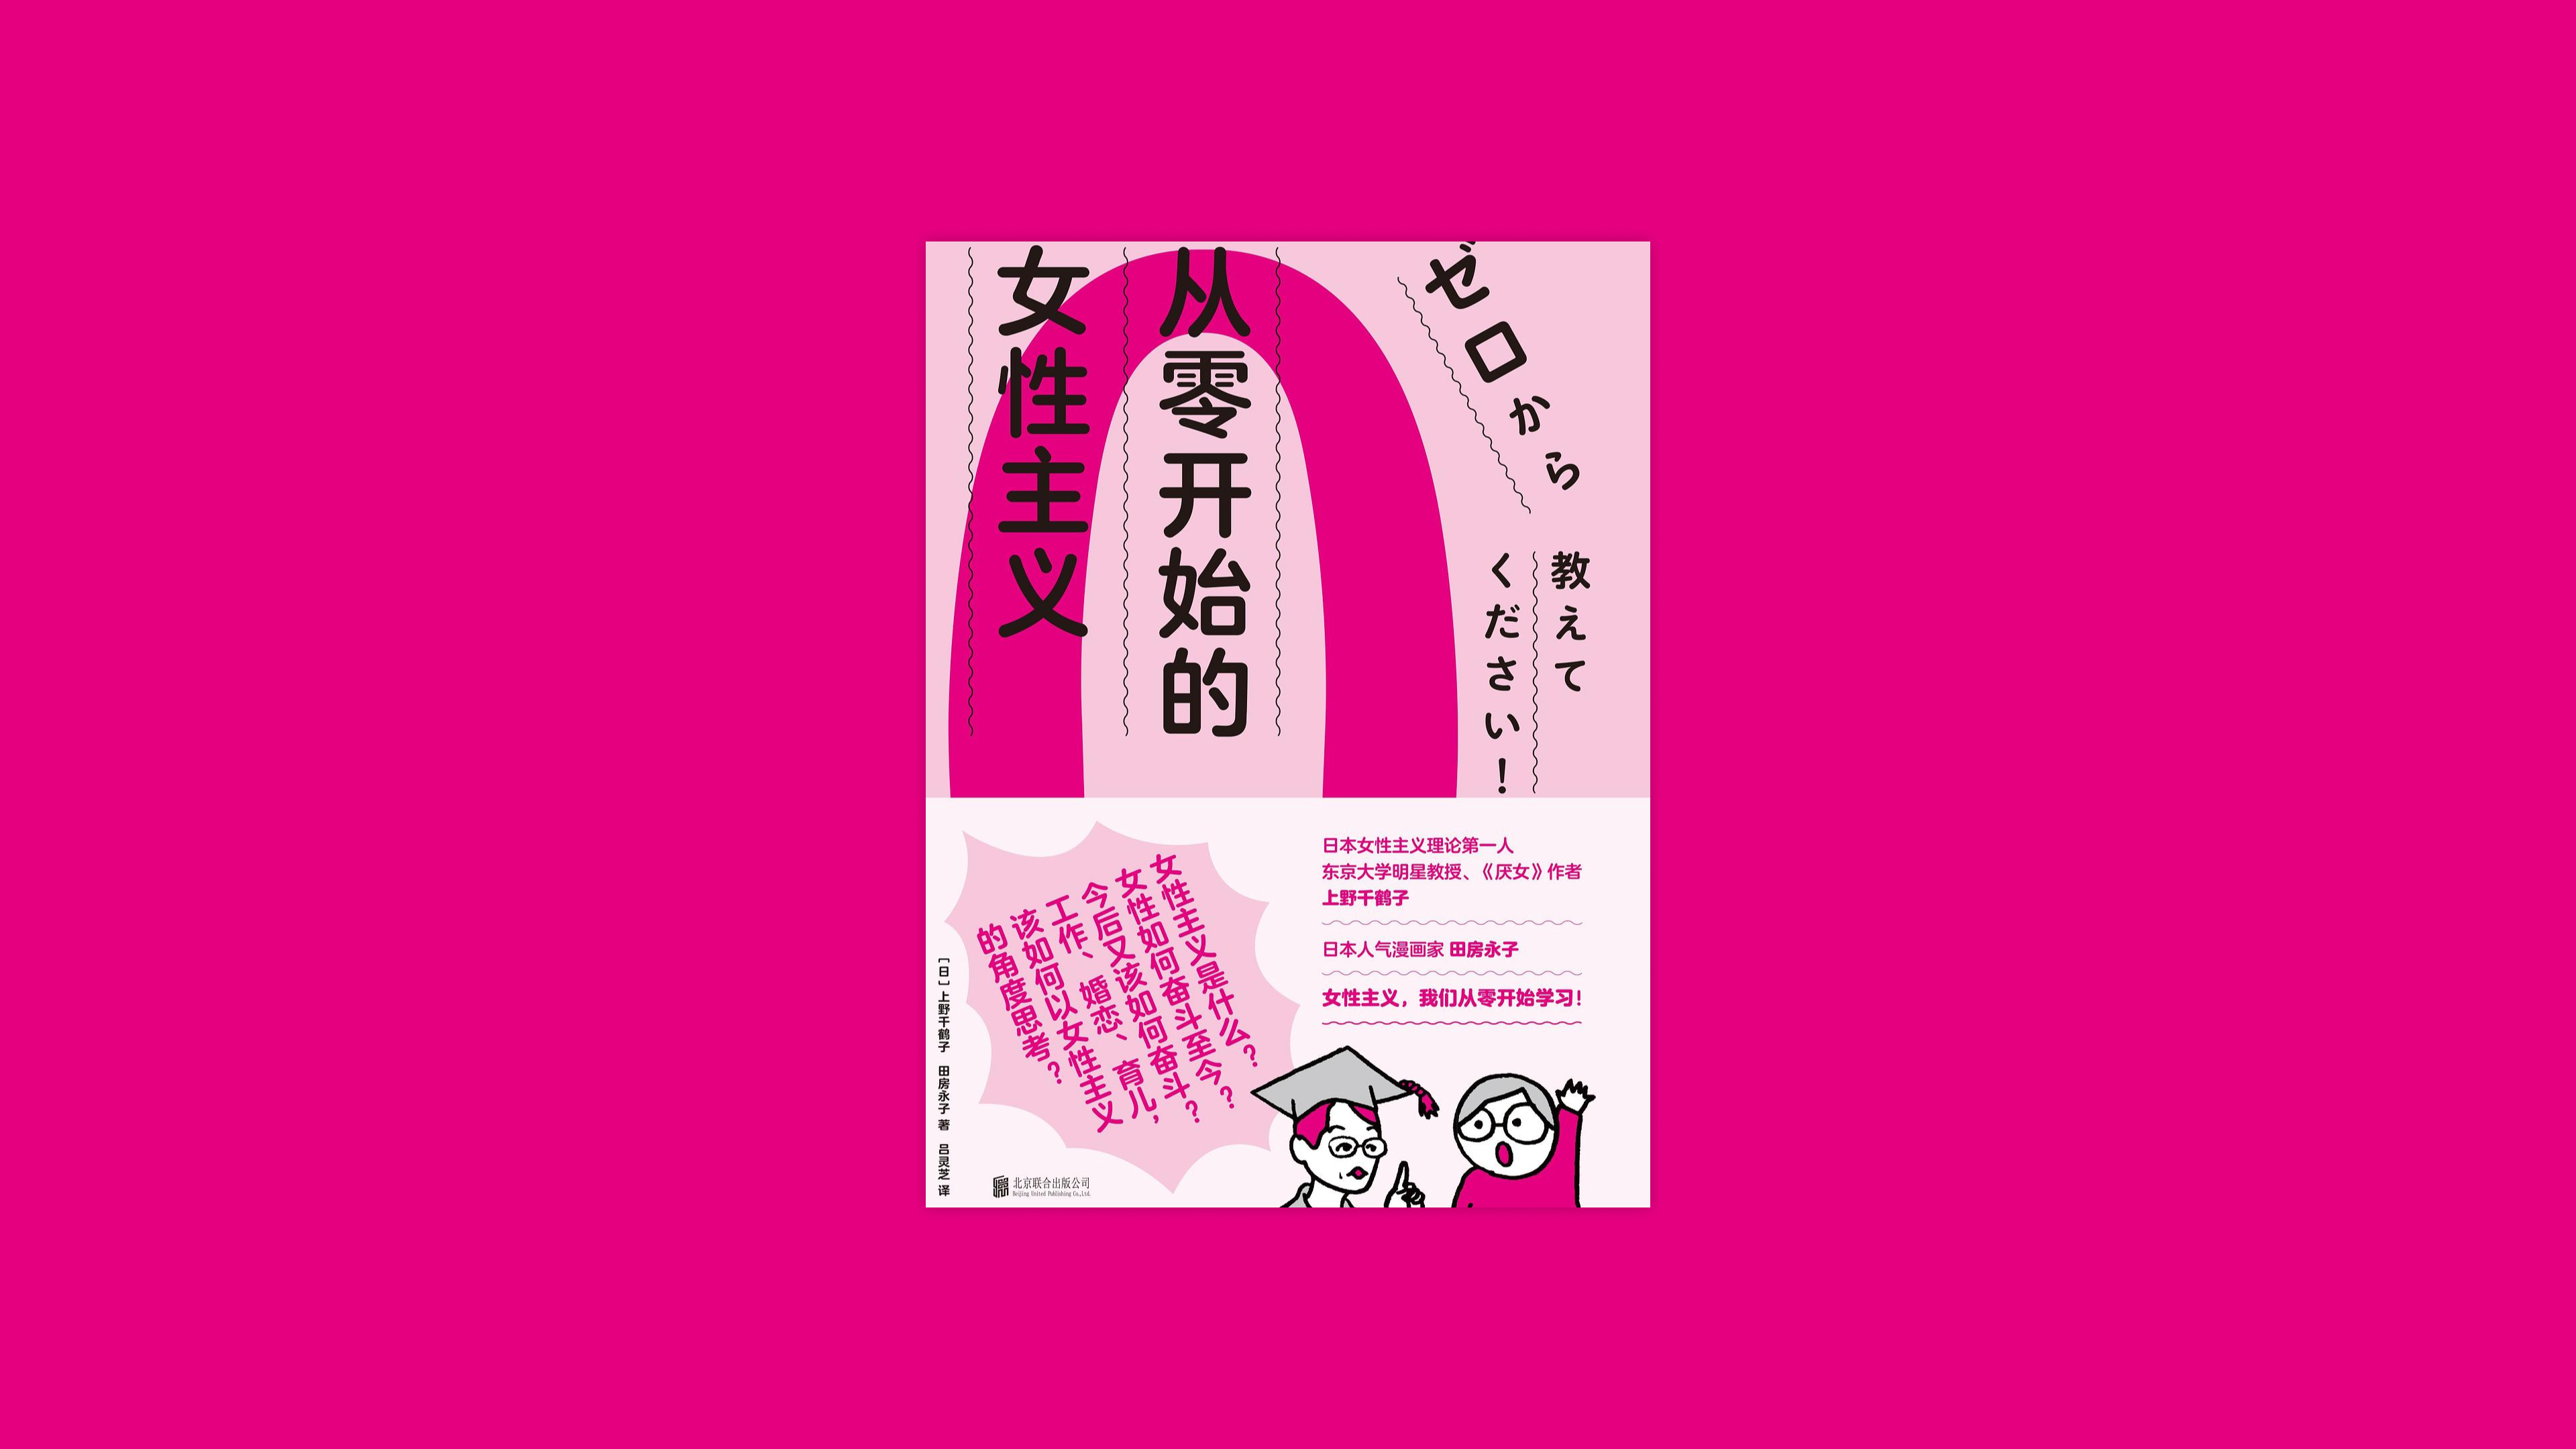 从零开始的
女性主义
ゼロから
教えて
ください！
日本女性主义理论第一人
东京大学明星教授、《厌女》作者
上野千鹤子
日本人气漫画家 田房永子
女性主义，我们从零开始学习！
女性主义是什么？
女性如何奋斗至今？
今后又该如何奋斗？
工作、婚恋、育儿，
该如何以女性主义
的角度思考？
［日］上野千鹤子 田房永子 著 吕灵芝 译
北京联合出版公司
Beijing United Publishing Co.,Ltd.